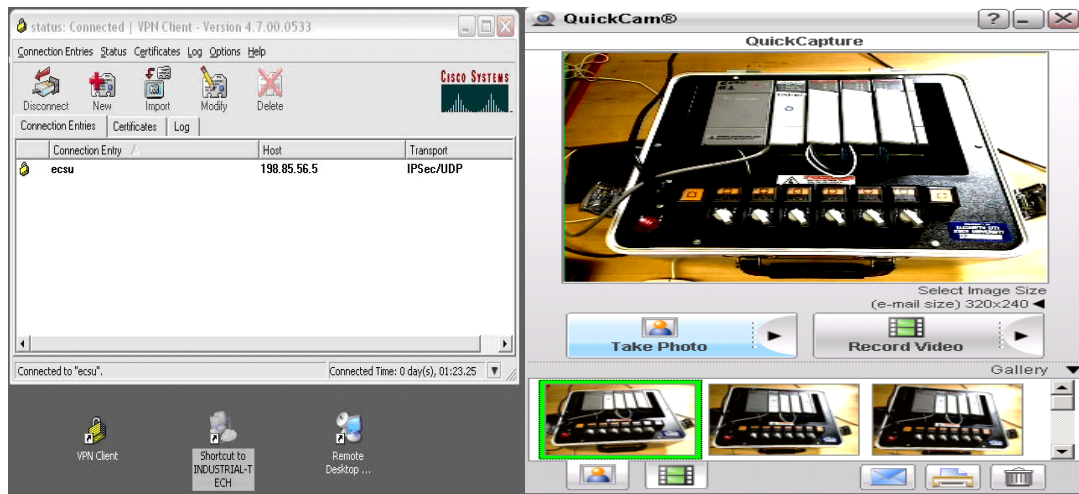 status: Connected | VPN Client - Version 4.7.00.0533
Connection Entries Status Certificates Log Options Help
Disconnect New Import Modify Delete
CISCO SYSTEMS
Connection Entries Certificates Log
Connection Entry Host Transport
ecsu 198.85.56.5 IPSec/UDP
Connected to "ecsu". Connected Time: 0 day(s), 01:23.25
VPN Client
Shortcut to
INDUSTRIAL-T
ECH
Remote
Desktop ...
QuickCam®
QuickCapture
Select Image Size
(e-mail size) 320x240
Take Photo
Record Video
Gallery